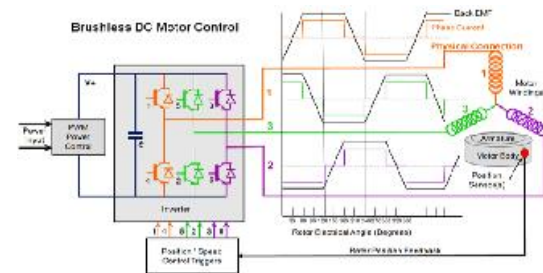 Brushless DC Motor Control
Back EMF
Phase Current
Physical Connection
V+
1
Motor
Windings
2
3
1
3
2
Power
Input
PWM
Power
Control
C
Inverter
Armature
Motor Body
Position
Sensor(s)
Rotor Electrical Angle (Degrees)
Position / Speed
Control Triggers
Rotor Position Feedback